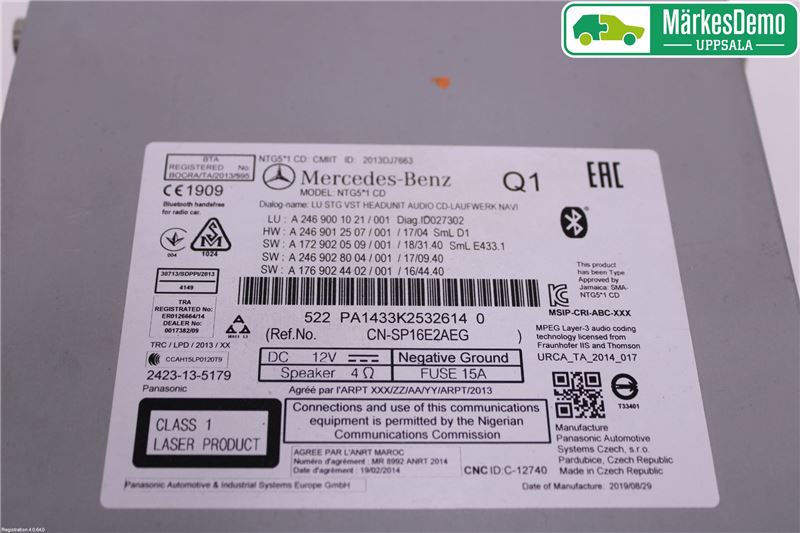 MärkesDemo
UPPSALA
BTA
REGISTERED No:
BOCRA/TA/2013/895
NTG5*1 CD: CMIIT ID: 2013DJ7663
Mercedes-Benz
Q1
EAC
MODEL: NTG5*1 CD
CE1909
Bluetooth handsfree
for radio car.
Dialog-name: LU STG VST HEADUNIT AUDIO CD-LAUFWERK NAVI
LU : A 246 900 10 21 / 001 Diag.ID027302
HW : A 246 901 25 07 / 001 / 17/04 SmL D1
SW : A 172 902 05 09 / 001 / 18/31.40 SmL E433.1
SW : A 246 902 80 04 / 001 / 17/09.40
SW : A 176 902 44 02 / 001 / 16/44.40
004
1024
30713/SDPPI/2013
4149
This product
has been Type
Approved by
Jamaica: SMA-
NTG5*1 CD
TRA
REGISTERED No:
ER0126664/14
DEALER No:
0017382/09
MSIP-CRI-ABC-XXX
522 PA1433K2532614 0
(Ref.No. CN-SP16E2AEG )
MPEG Layer-3 audio coding
technology licensed from
Fraunhofer IIS and Thomson
URCA_TA_2014_017
TRC / LPD / 2013 / XX
CCAH15LP0120T9
DC 12V
Negative Ground
Speaker 4 Ω
FUSE 15A
2423-13-5179
Panasonic
Agréé par l'ARPT XXX/ZZ/AA/YY/ARPT/2013
T33401
CLASS 1
LASER PRODUCT
Connections and use of this communications
equipment is permitted by the Nigerian
Communications Commission
Manufacture
Panasonic Automotive
Systems Czech, s.r.o.
Pardubice, Czech Republic
Made in Czech Republic
AGREE PAR L'ANRT MAROC
Numéro d'agrément : MR 8992 ANRT 2014
Date d'agrément : 19/02/2014
CNC ID: C-12740
Panasonic Automotive & Industrial Systems Europe GmbH
Date of Manufacture: 2019/08/29
Registration 4.0.64.0